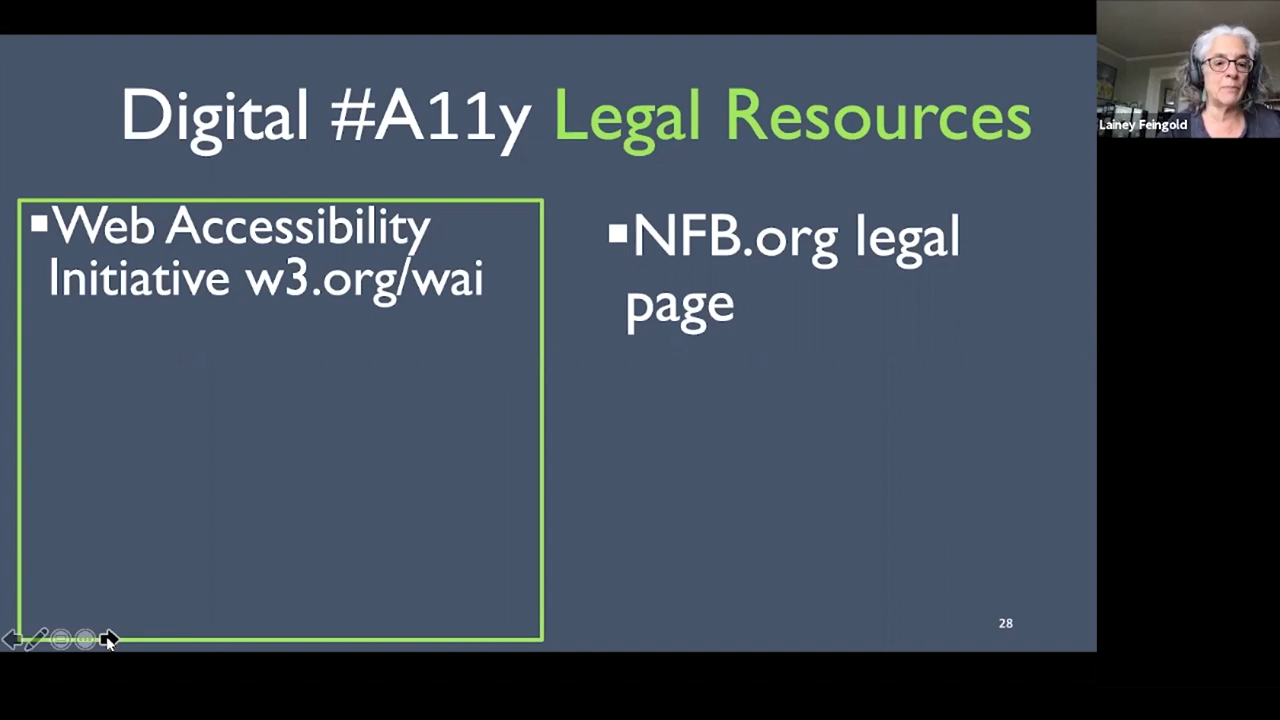 Digital #A11y Legal Resources
▪Web Accessibility
Initiative w3.org/wai
▪NFB.org legal
page
28
Lainey Feingold